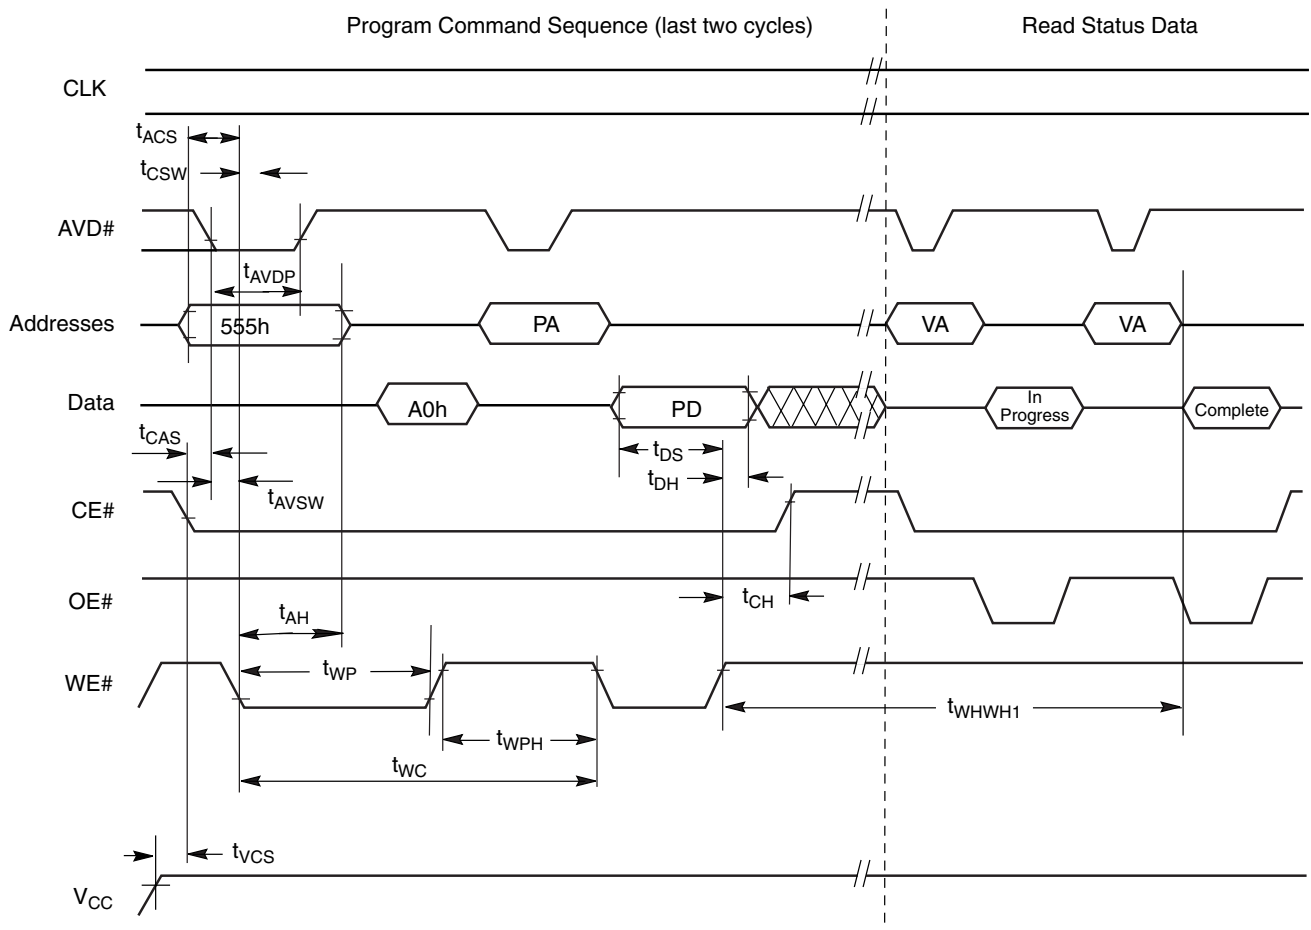 Program Command Sequence (last two cycles)
Read Status Data
CLK
tACS
tCSW
AVD#
tAVDP
Addresses
555h
PA
VA
VA
Data
A0h
PD
In
Progress
Complete
tCAS
tDS
tDH
tAVSW
CE#
OE#
tCH
tAH
tWP
WE#
tWHWH1
tWPH
tWC
tVCS
VCC